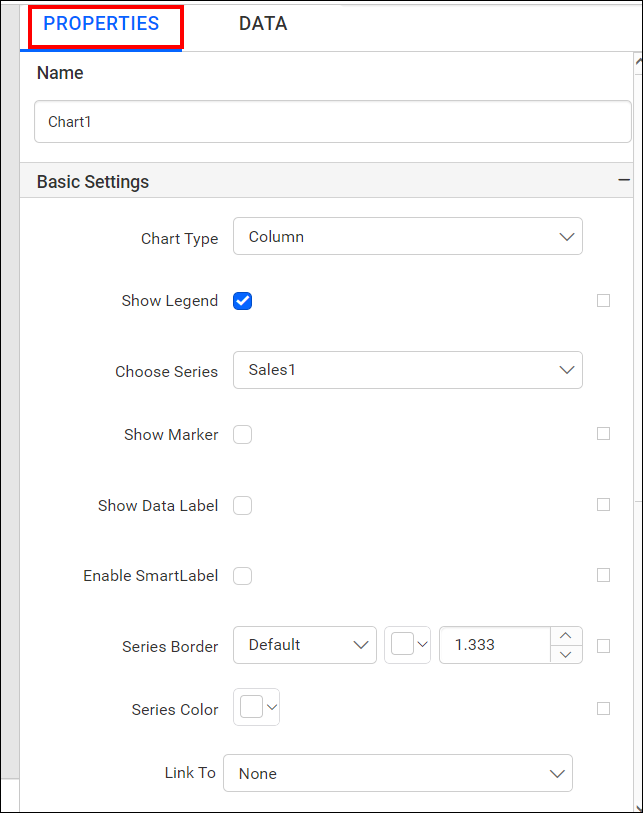 PROPERTIES DATA
Name
Chart1
Basic Settings
Chart Type Column
Show Legend
Choose Series Sales1
Show Marker
Show Data Label
Enable SmartLabel
Series Border Default 1.333
Series Color
Link To None